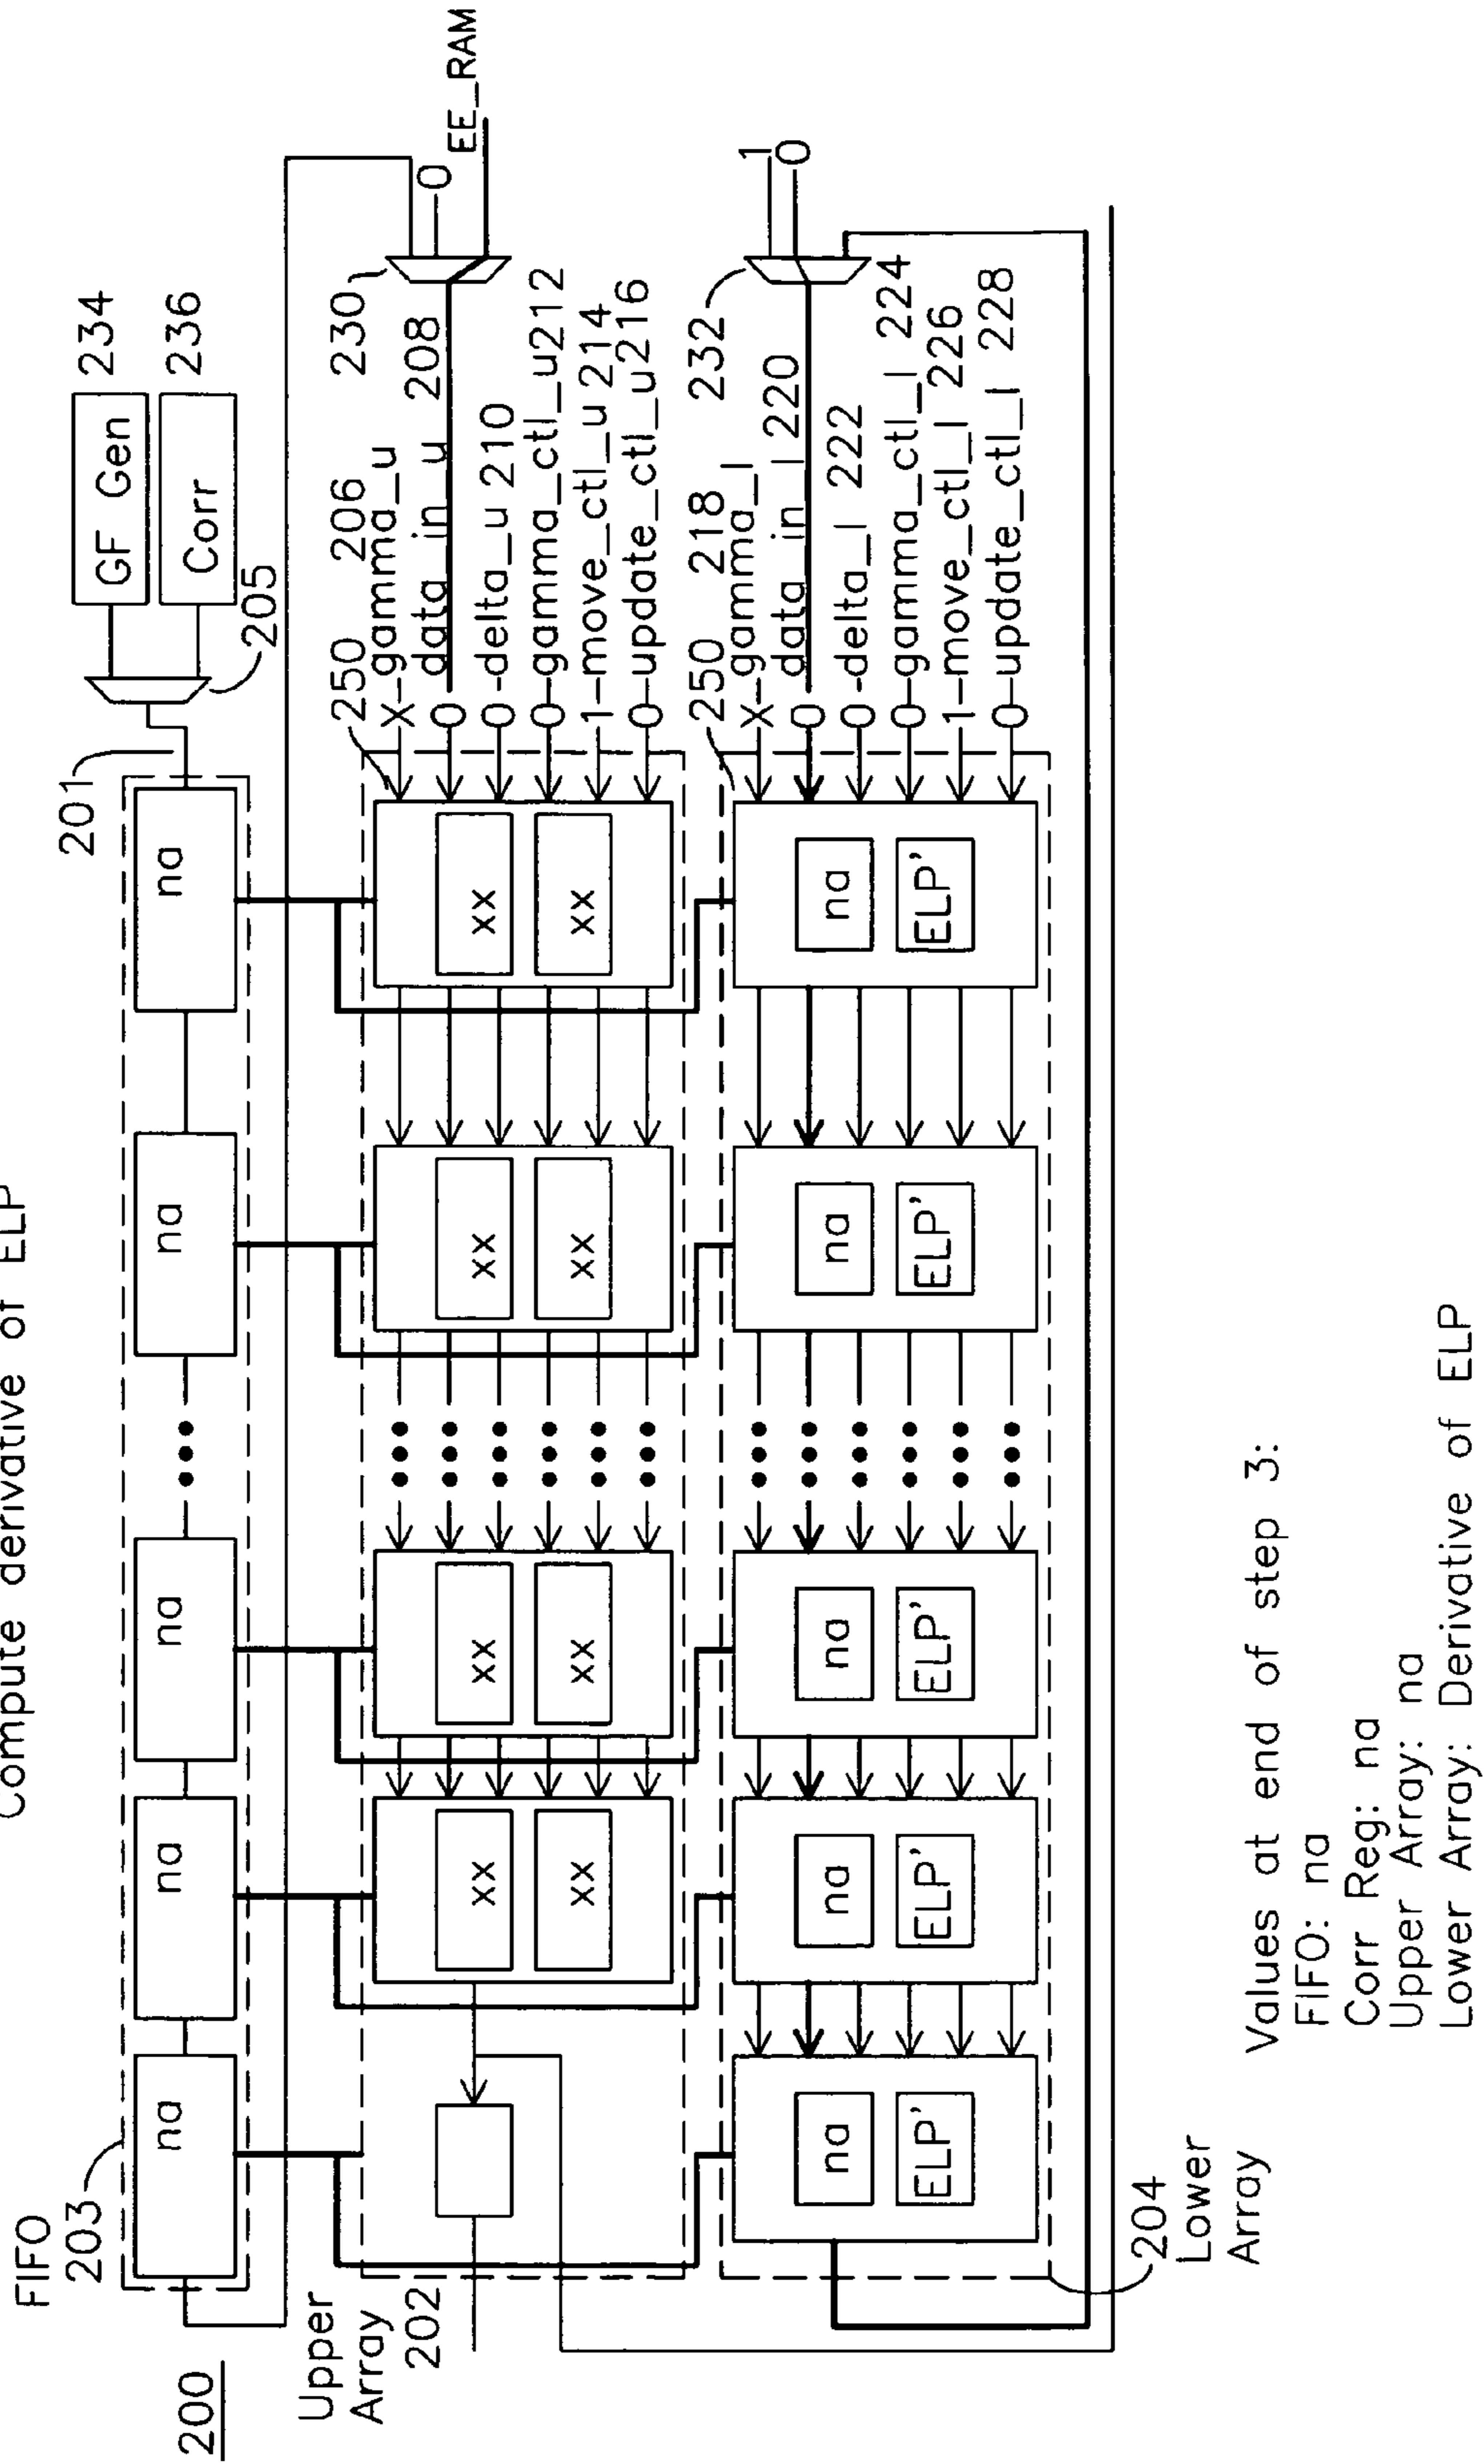 Compute derivative of ELP
FIFO
203
200
201
205
GF Gen
234
Corr
236
na
na
na
na
na
Upper
Array
202
xx
xx
xx
xx
xx
xx
xx
xx
250
206
X gamma_u
0 data_in_u 208
0 delta_u 210
0 gamma_ctl_u 212
1 move_ctl_u 214
0 update_ctl_u 216
230
0
EE_RAM
250
218
X gamma_l
0 data_in_l 220
0 delta_l 222
0 gamma_ctl_l 224
1 move_ctl_l 226
0 update_ctl_l 228
232
1
0
na
na
na
na
na
ELP'
ELP'
ELP'
ELP'
ELP'
204
Lower
Array
Values at end of step 3:
FIFO: na
Corr Reg: na
Upper Array: na
Lower Array: Derivative of ELP